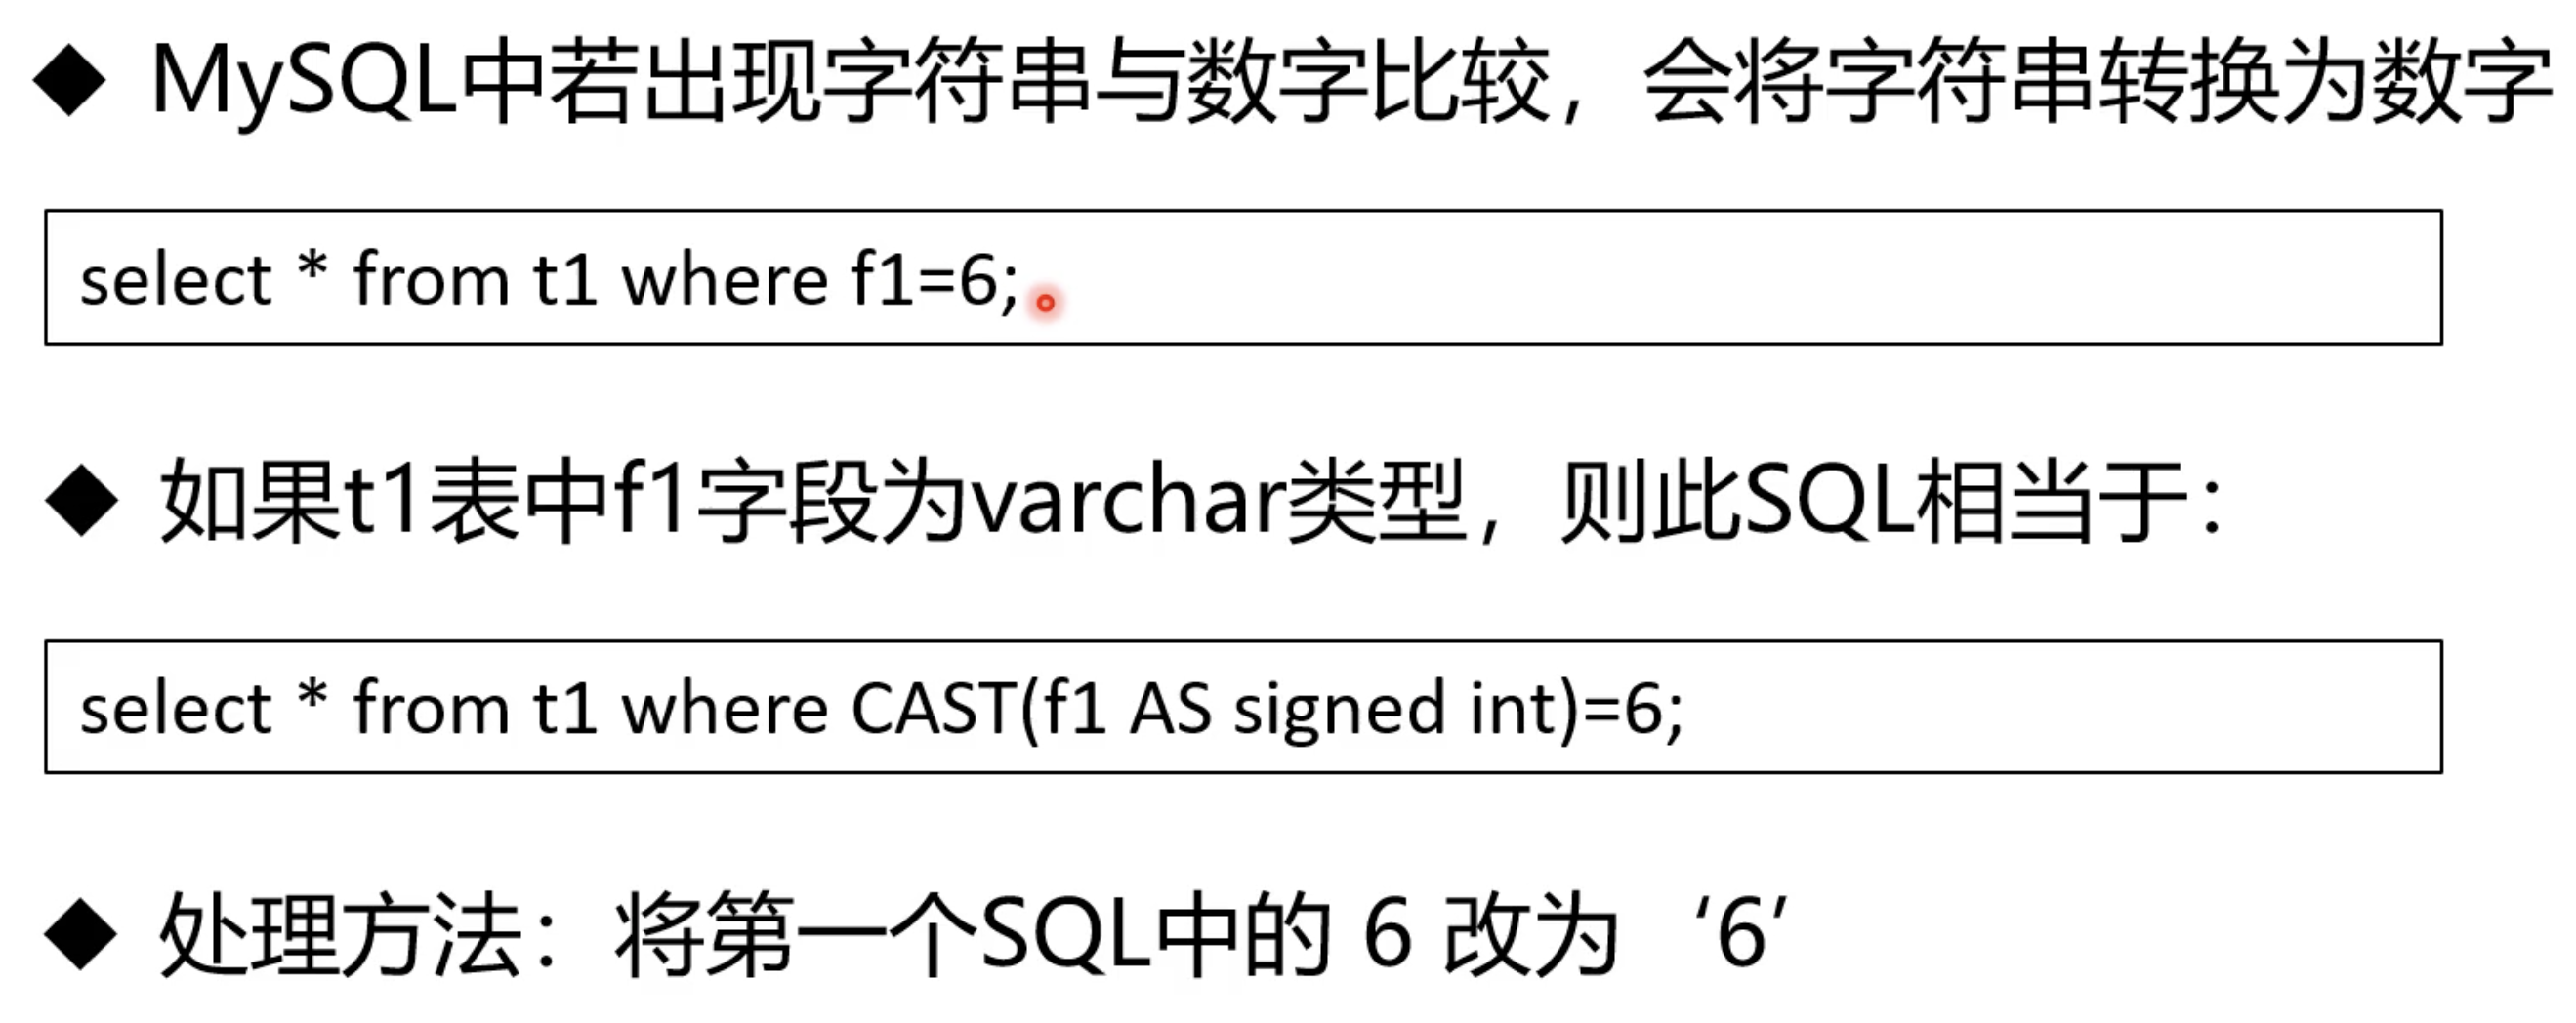 ◆ MySQL中若出现字符串与数字比较，会将字符串转换为数字
select * from t1 where f1=6;
◆ 如果t1表中f1字段为varchar类型，则此SQL相当于：
select * from t1 where CAST(f1 AS signed int)=6;
◆ 处理方法：将第一个SQL中的 6 改为 ‘6’